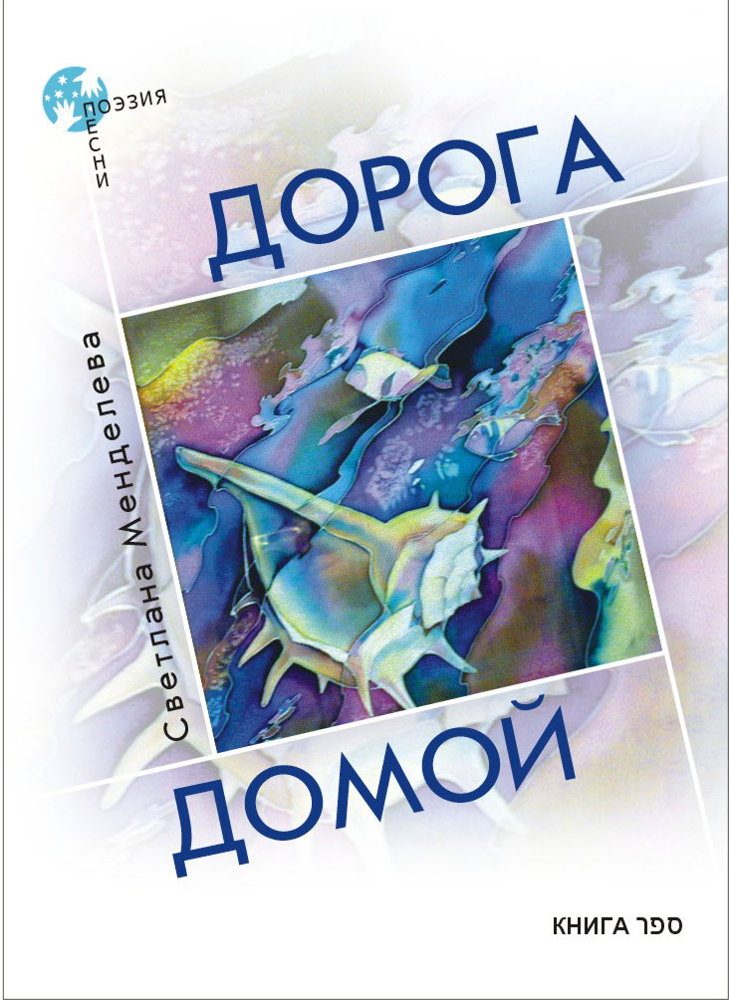 ПОЭЗИЯ
ПЕСНИ
ДОРОГА
Светлана Менделева
ДОМОЙ
КНИГА ספר